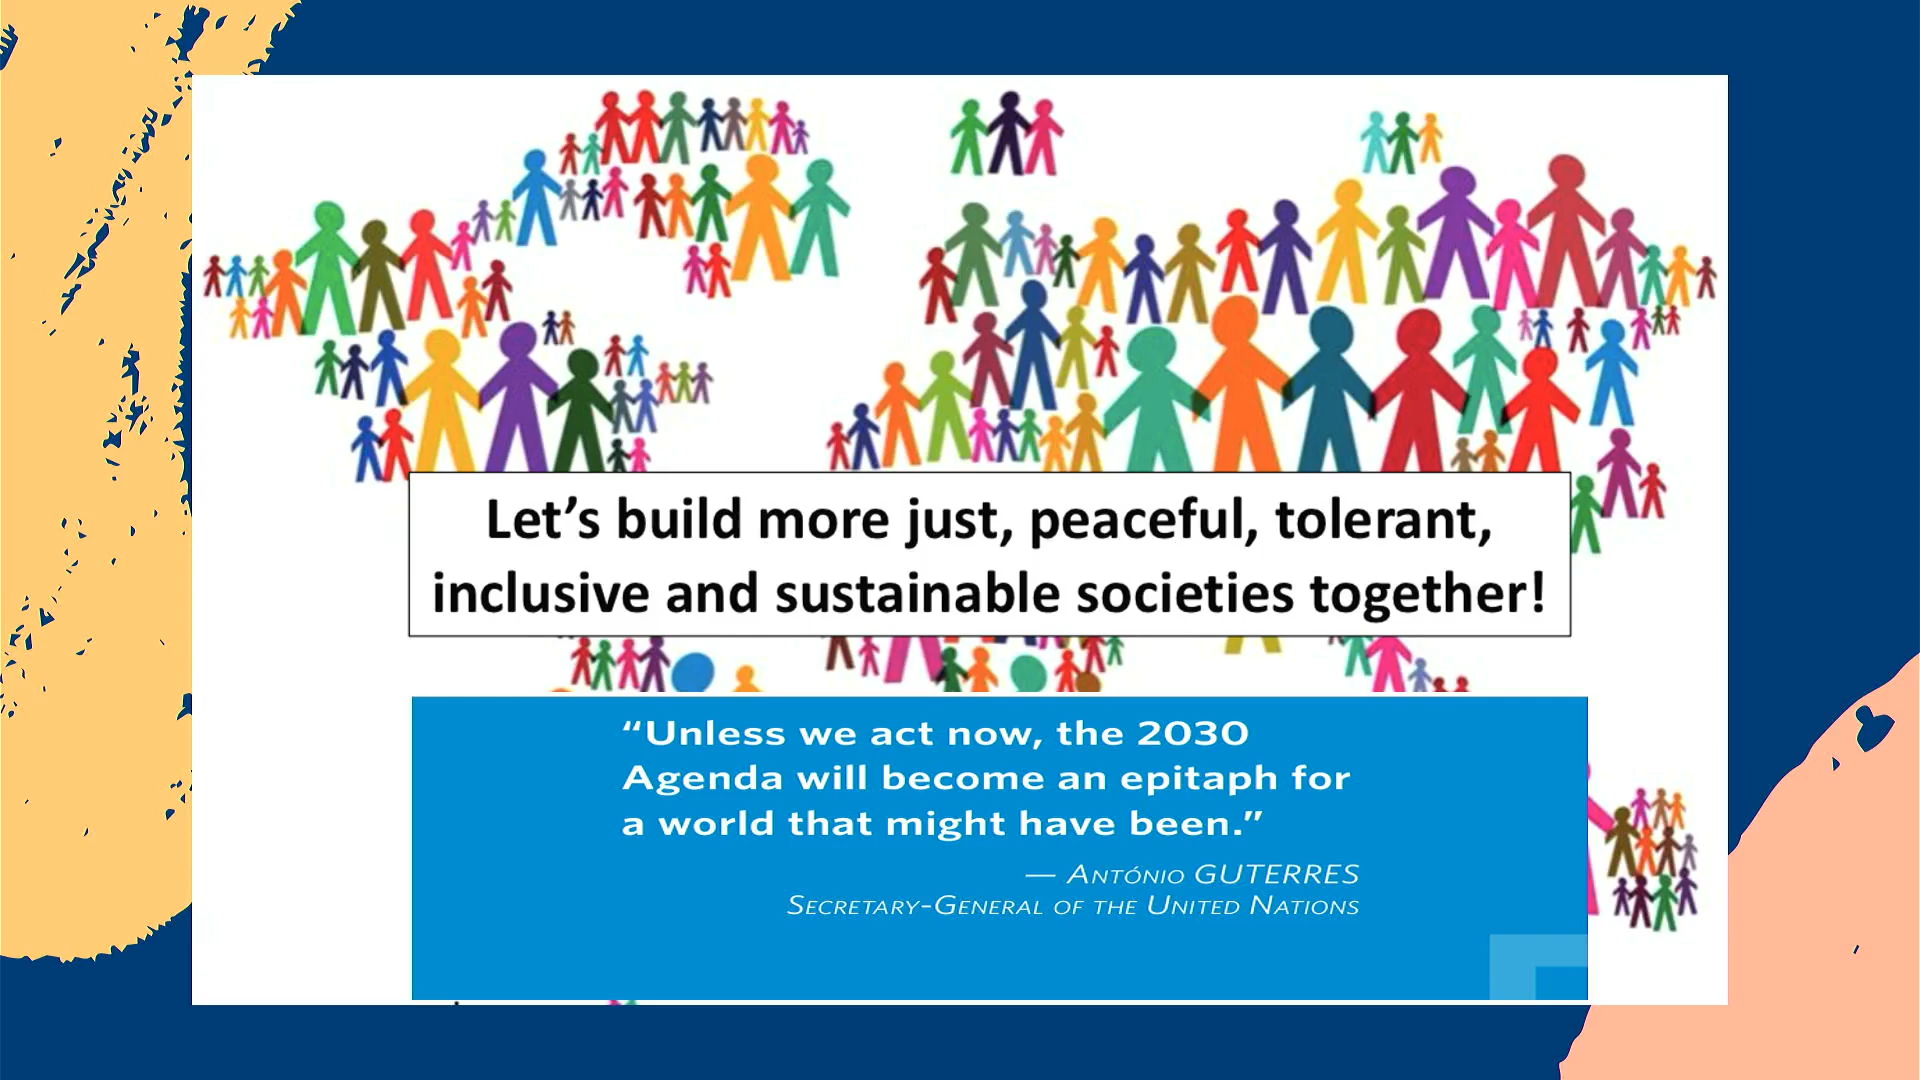 Let’s build more just, peaceful, tolerant,
inclusive and sustainable societies together!
“Unless we act now, the 2030
Agenda will become an epitaph for
a world that might have been.”
— António GUTERRES
Secretary-General of the United Nations